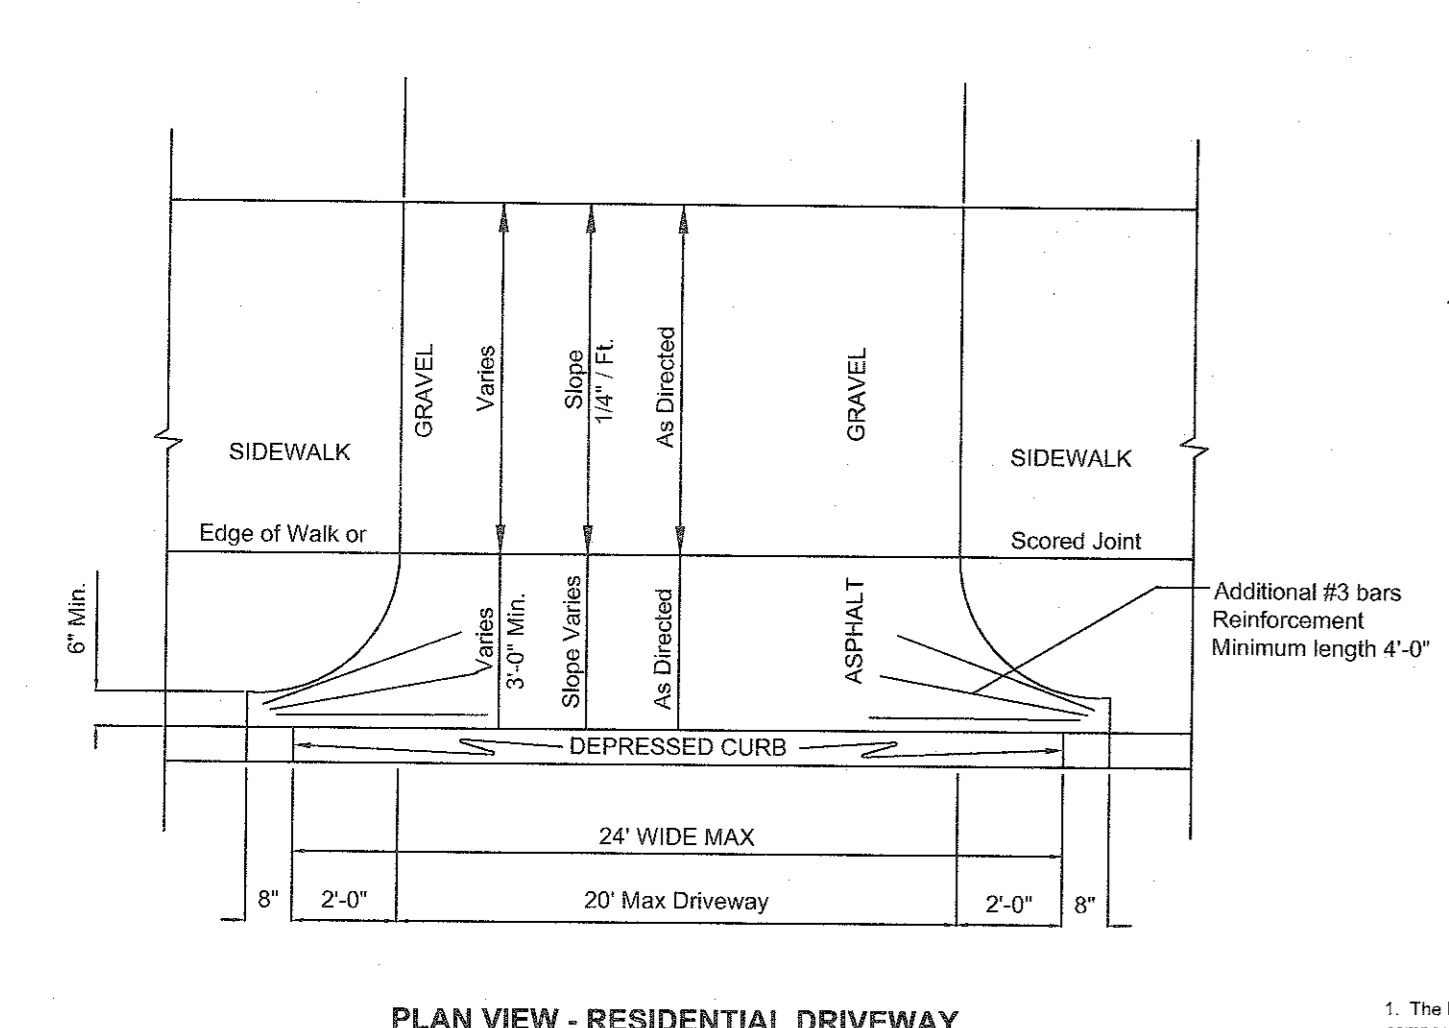 GRAVEL
Varies
Slope
1/4" / Ft.
As Directed
GRAVEL
SIDEWALK
SIDEWALK
Edge of Walk or
Scored Joint
6" Min.
Varies
3'-0" Min.
Slope Varies
As Directed
ASPHALT
Additional #3 bars
Reinforcement
Minimum length 4'-0"
DEPRESSED CURB
24' WIDE MAX
8"
2'-0"
20' Max Driveway
2'-0"
8"
PLAN VIEW - RESIDENTIAL DRIVEWAY
1. The